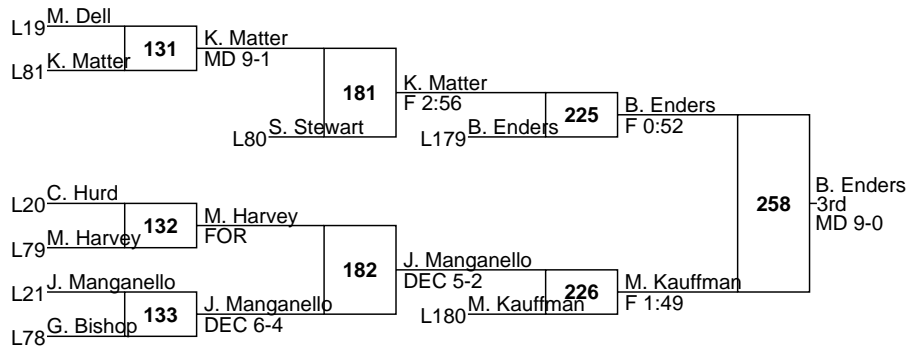 M. Dell
L19
131
K. Matter
MD 9-1
K. Matter
L81
181
K. Matter
F 2:56
S. Stewart
L80
225
B. Enders
F 0:52
B. Enders
L179
258
B. Enders
3rd
MD 9-0
C. Hurd
L20
132
M. Harvey
FOR
M. Harvey
L79
182
J. Manganello
DEC 5-2
J. Manganello
L21
133
J. Manganello
DEC 6-4
G. Bishop
L78
226
M. Kauffman
F 1:49
M. Kauffman
L180